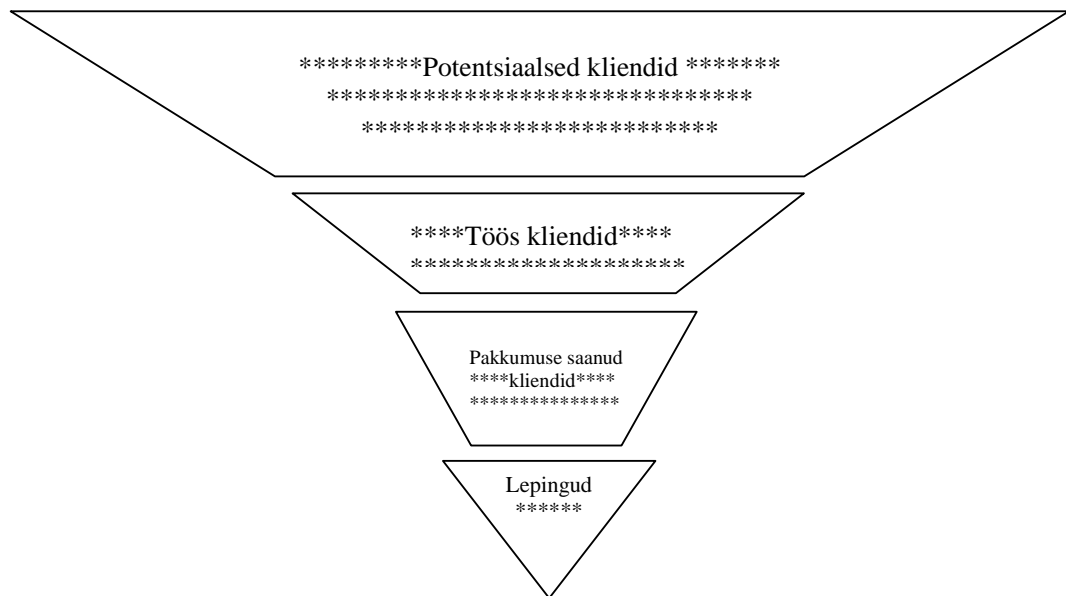 *********Potentsiaalsed kliendid *******
*******************************
**************************
****Töös kliendid****
********************
Pakkumuse saanud
****kliendid****
***************
Lepingud
******